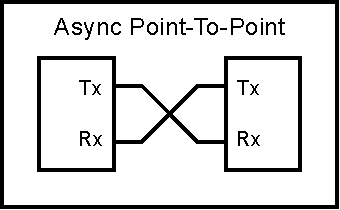 Async Point-To-Point
Tx Tx
Rx Rx